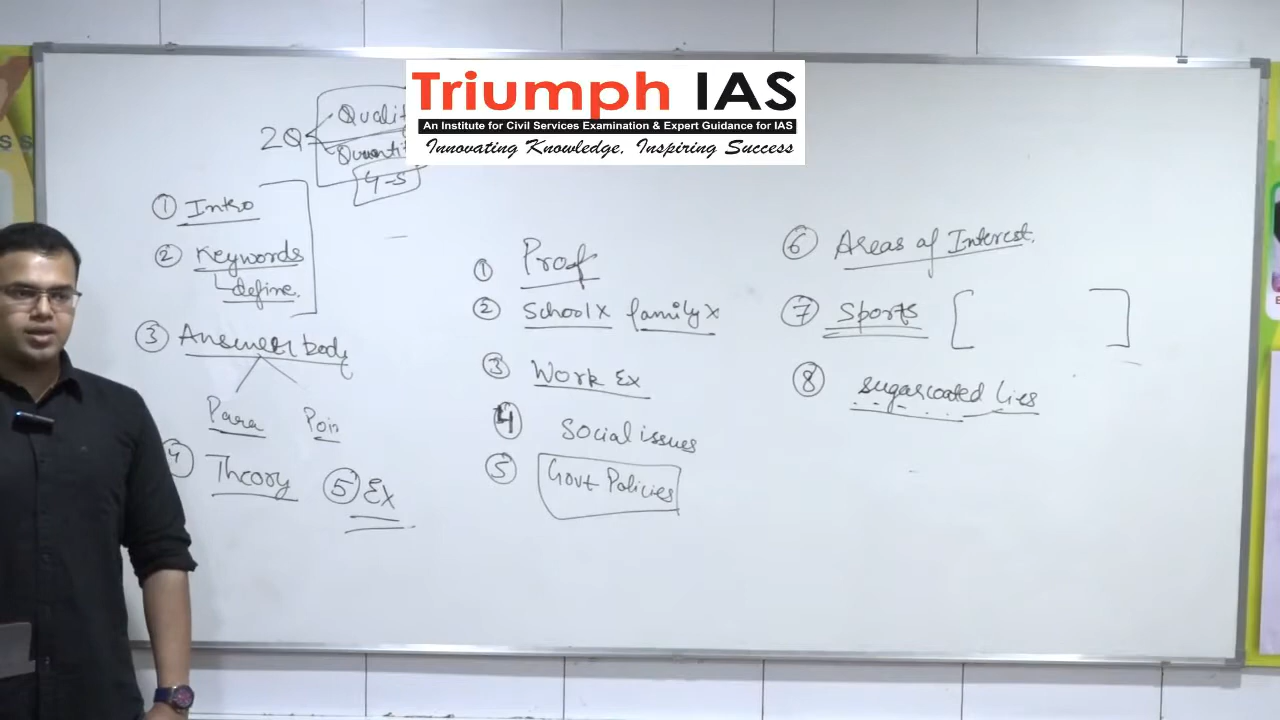 Triumph IAS
An Institute for Civil Services Examination & Expert Guidance for IAS
Innovating Knowledge, Inspiring Success
2Q
Qualit
Quantit
4-5
① Intro
② Keywords
define.
③ Answer body
Para Poin
④ Theory
⑤ Ex
① Prof
② School x family x
③ Work Ex
4 Social issues
⑤ Govt Policies
⑥ Areas of Interest.
⑦ Sports [ ]
⑧ sugarcoated lies